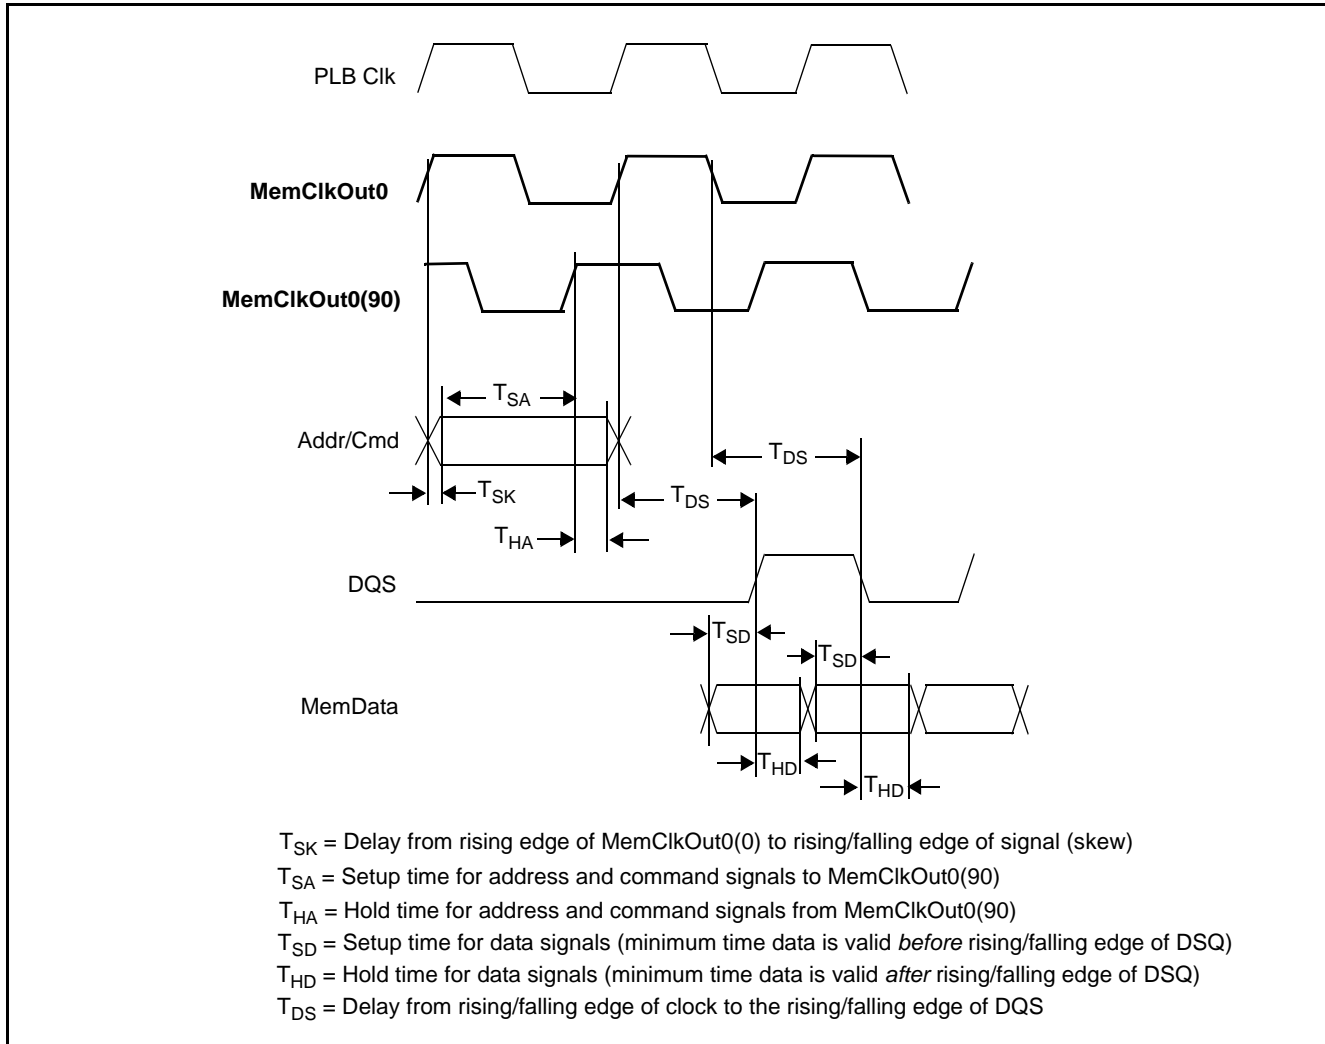 PLB Clk
MemClkOut0
MemClkOut0(90)
TSA
Addr/Cmd
TDS
TSK
TDS
THA
DQS
TSD
TSD
MemData
THD
THD
TSK = Delay from rising edge of MemClkOut0(0) to rising/falling edge of signal (skew)
TSA = Setup time for address and command signals to MemClkOut0(90)
THA = Hold time for address and command signals from MemClkOut0(90)
TSD = Setup time for data signals (minimum time data is valid before rising/falling edge of DSQ)
THD = Hold time for data signals (minimum time data is valid after rising/falling edge of DSQ)
TDS = Delay from rising/falling edge of clock to the rising/falling edge of DQS